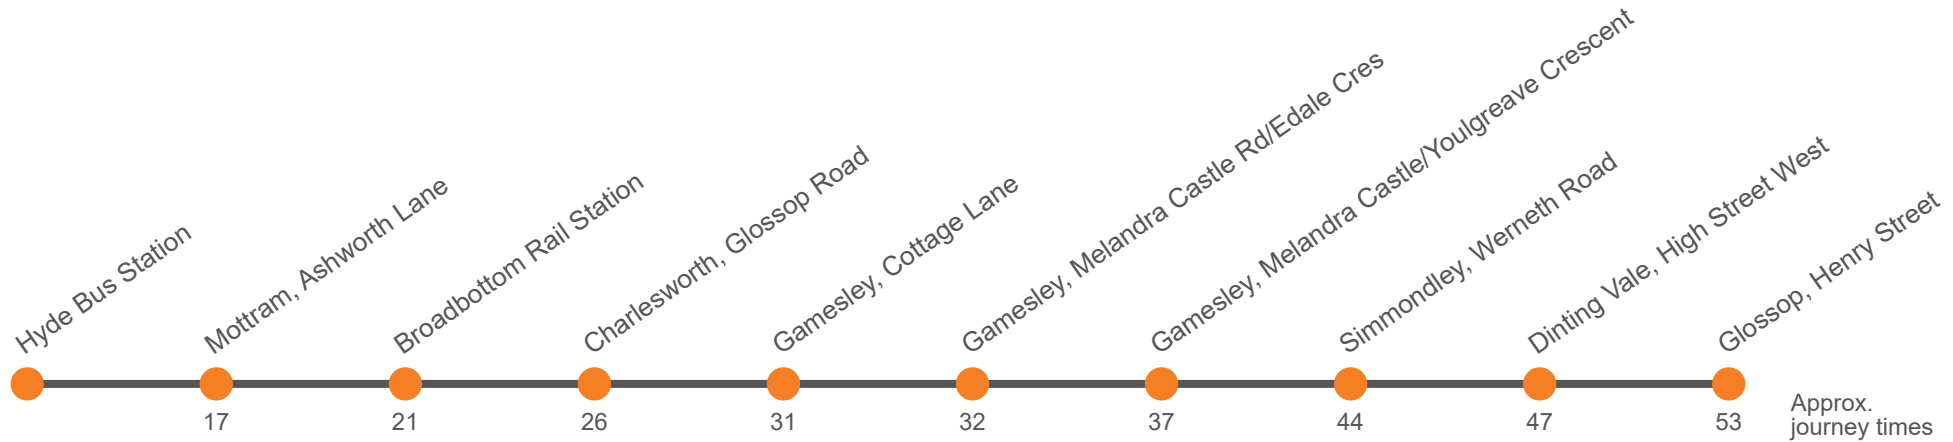 Hyde Bus Station
Mottram, Ashworth Lane
Broadbottom Rail Station
Charlesworth, Glossop Road
Gamesley, Cottage Lane
Gamesley, Melandra Castle Rd/Edale Cres
Gamesley, Melandra Castle/Youlgreave Crescent
Simmondley, Werneth Road
Dinting Vale, High Street West
Glossop, Henry Street
17
21
26
31
32
37
44
47
53
Approx.
journey times